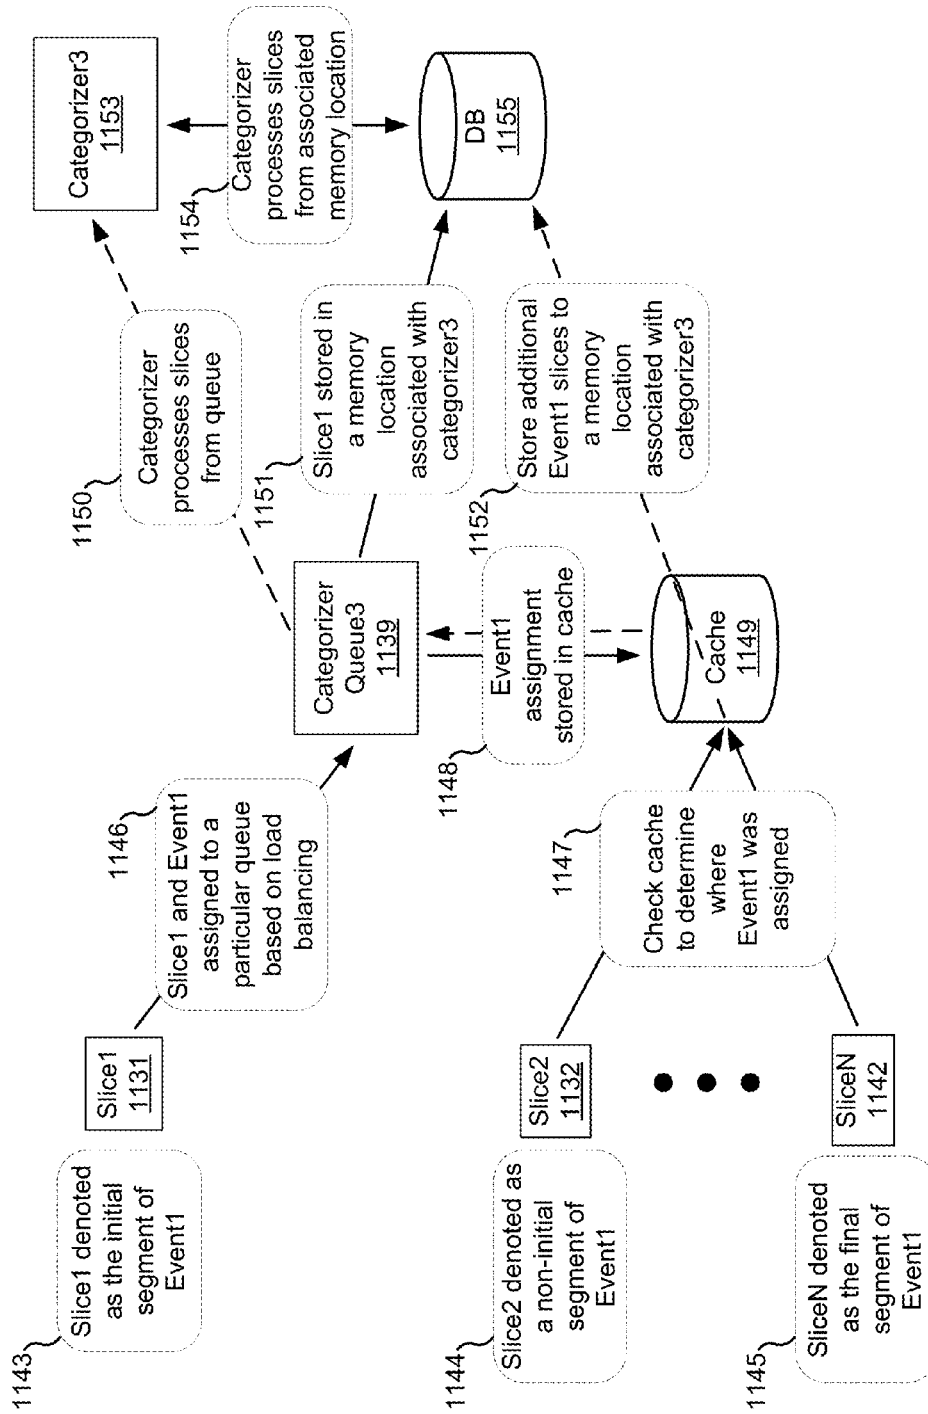 1143
Slice1 denoted
as the initial
segment of
Event1
Slice1
1131
1146
Slice1 and Event1
assigned to a
particular queue
based on load
balancing
Categorizer
Queue3
1139
1150
Categorizer
processes slices
from queue
Categorizer3
1153
1151
Slice1 stored in
a memory
location
associated with
categorizer3
1154
Categorizer
processes slices
from associated
memory location
DB
1155
1148
Event1
assignment
stored in cache
1152
Store additional
Event1 slices to
a memory
location
associated with
categorizer3
1144
Slice2 denoted as
a non-initial
segment of
Event1
Slice2
1132
1147
Check cache
to determine
where
Event1 was
assigned
Cache
1149
1145
SliceN denoted
as the final
segment of
Event1
SliceN
1142